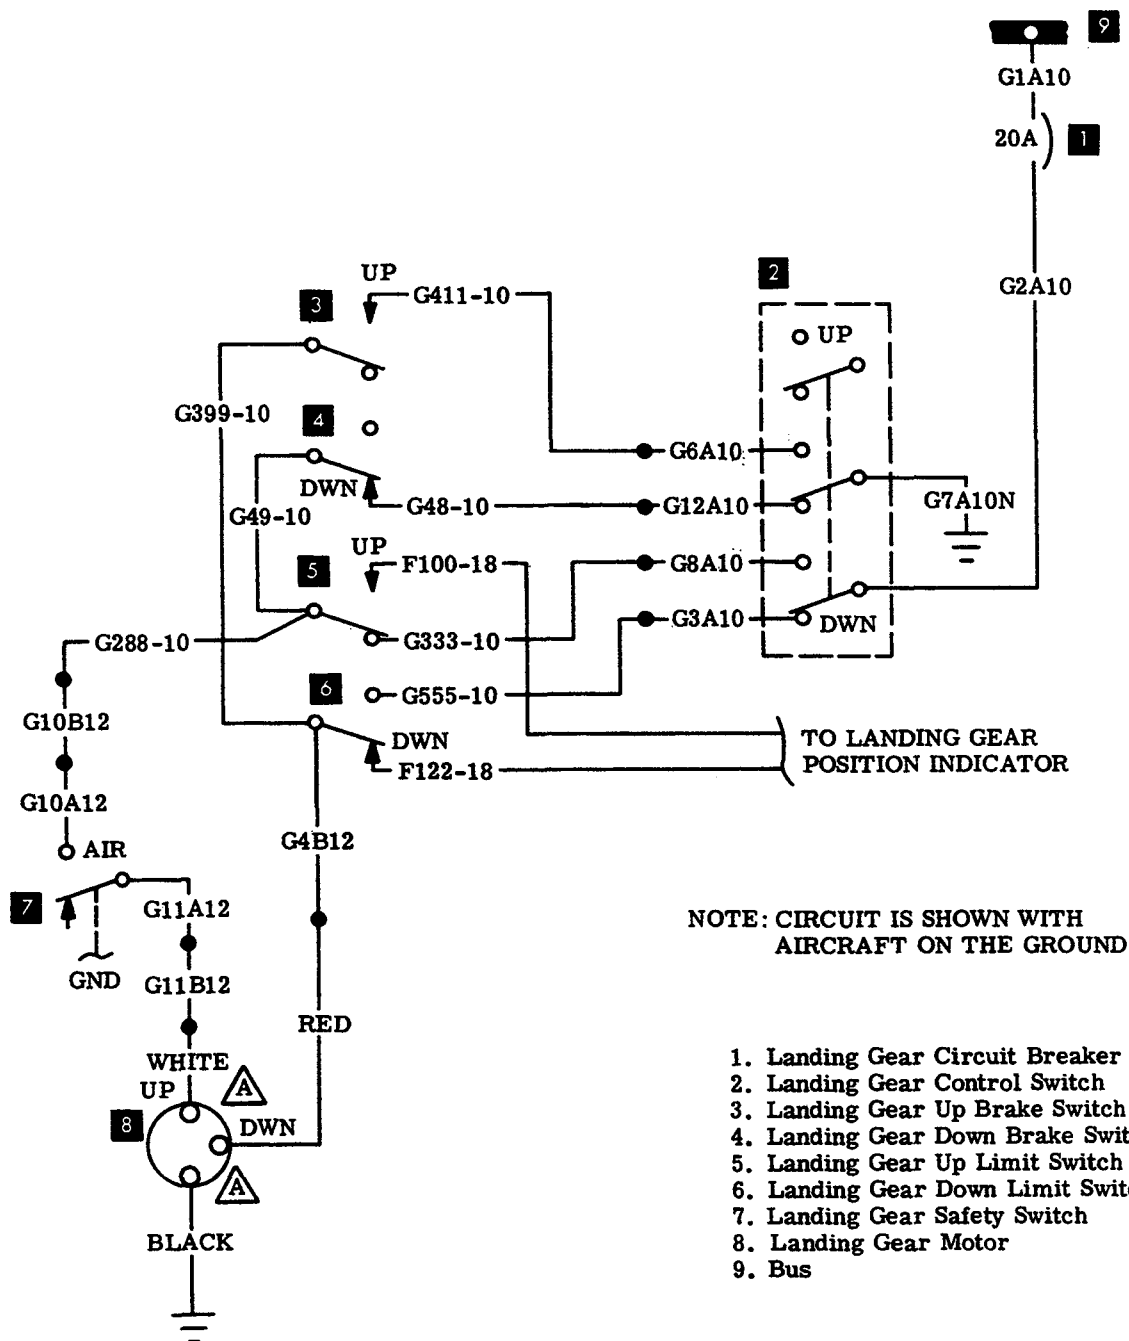 9
G1A10
20A
1
2
G2A10
UP
G411-10
3
UP
G399-10
4
G6A10
DWN
G48-10
G12A10
G7A10N
G49-10
UP
F100-18
G8A10
5
G288-10
G333-10
G3A10
DWN
6
G555-10
G10B12
DWN
TO LANDING GEAR
POSITION INDICATOR
F122-18
G10A12
G4B12
AIR
7
G11A12
GND
G11B12
NOTE: CIRCUIT IS SHOWN WITH
AIRCRAFT ON THE GROUND
RED
WHITE
UP
A
8
DWN
A
BLACK
1. Landing Gear Circuit Breaker
2. Landing Gear Control Switch
3. Landing Gear Up Brake Switch
4. Landing Gear Down Brake Swit
5. Landing Gear Up Limit Switch
6. Landing Gear Down Limit Switc
7. Landing Gear Safety Switch
8. Landing Gear Motor
9. Bus